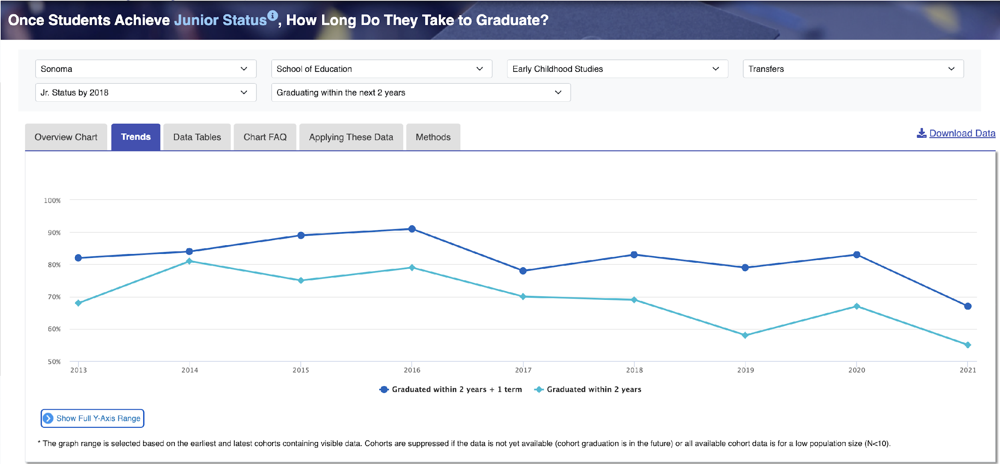 Once Students Achieve Junior Status, How Long Do They Take to Graduate?
Sonoma
School of Education
Early Childhood Studies
Transfers
Jr. Status by 2018
Graduating within the next 2 years
Overview Chart
Trends
Data Tables
Chart FAQ
Applying These Data
Methods
Download Data
100%
90%
80%
70%
60%
50%
2013 2014 2015 2016 2017 2018 2019 2020 2021
Graduated within 2 years + 1 term
Graduated within 2 years
Show Full Y-Axis Range
* The graph range is selected based on the earliest and latest cohorts containing visible data. Cohorts are suppressed if the data is not yet available (cohort graduation is in the future) or all available cohort data is for a low population size (N<10).